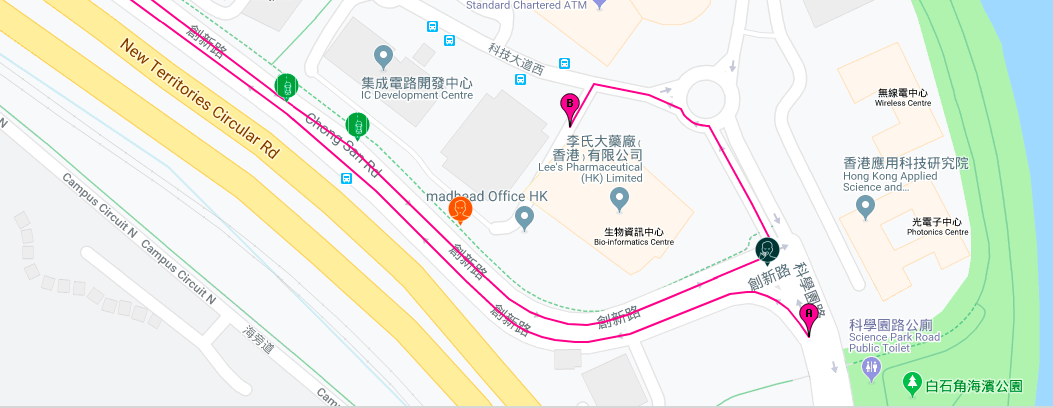 Standard Chartered ATM
創新路
科技大道西
New Territories Circular Rd
集成電路開發中心
IC Development Centre
無線電中心
Wireless Centre
B
Chong San Rd
李氏大藥廠(
香港)有限公司
Lee's Pharmaceutical
(HK) Limited
香港應用科技研究院
Hong Kong Applied
Science and...
N
Campus Circuit N
madhead Office HK
光電子中心
Photonics Centre
生物資訊中心
Bio-informatics Centre
Campus Circuit N
創新路
創新路
科學園路
A
創新路
創新路
科學園路公廁
Science Park Road
Public Toilet
海旁道
白石角海濱公園
Campus